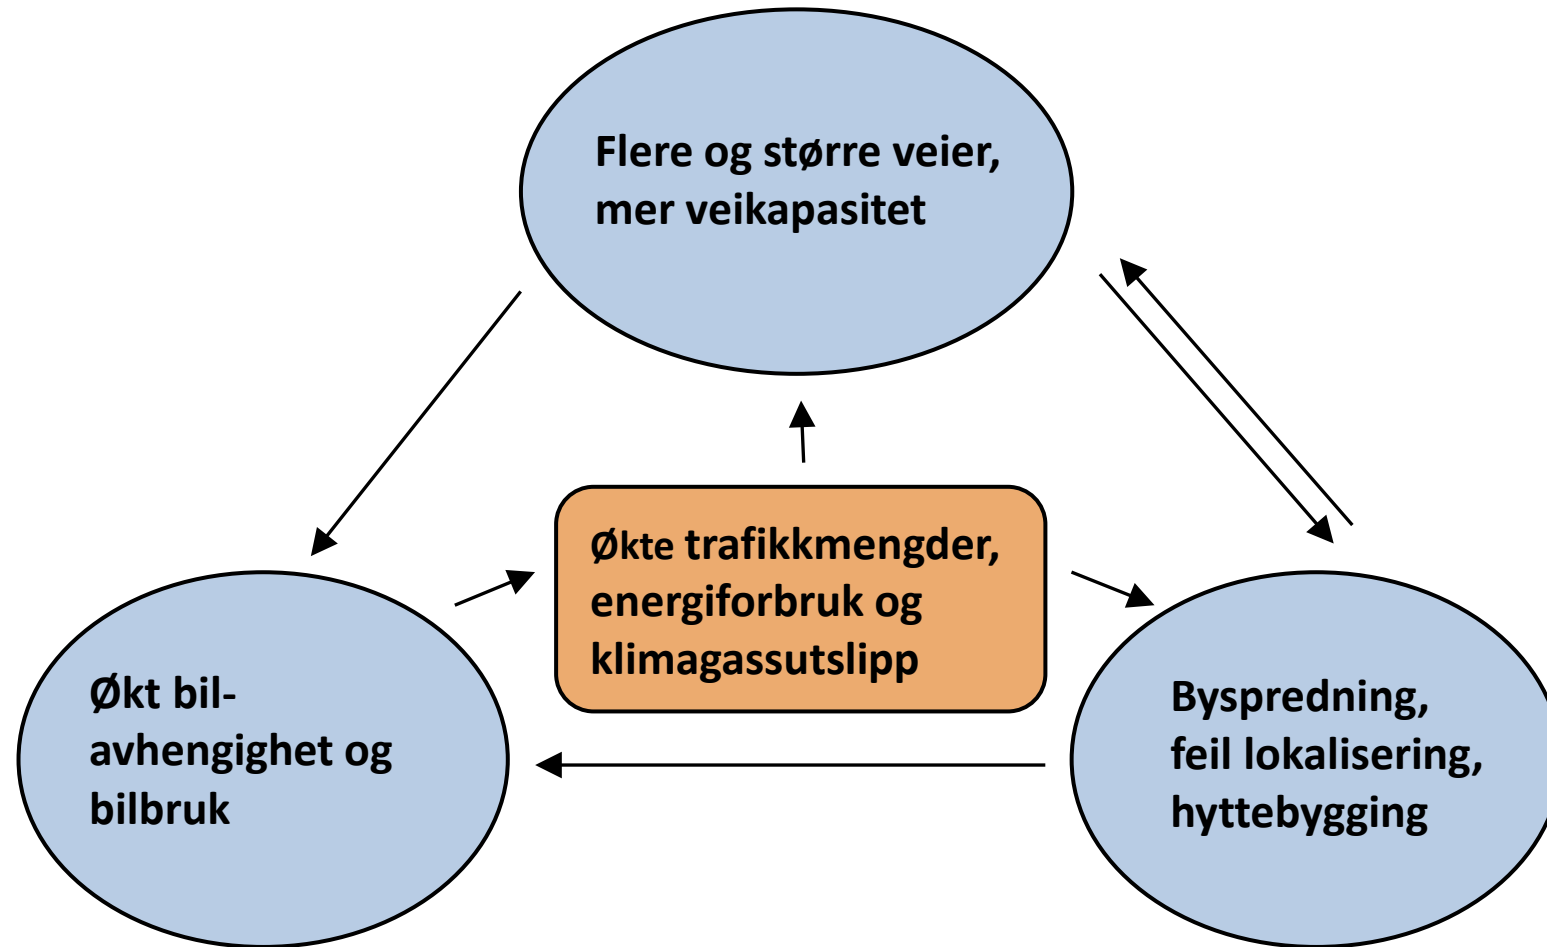 Flere og større veier,
mer veikapasitet
Økte trafikkmengder,
energiforbruk og
klimagassutslipp
Økt bil-
avhengighet og
bilbruk
Byspredning,
feil lokalisering,
hyttebygging